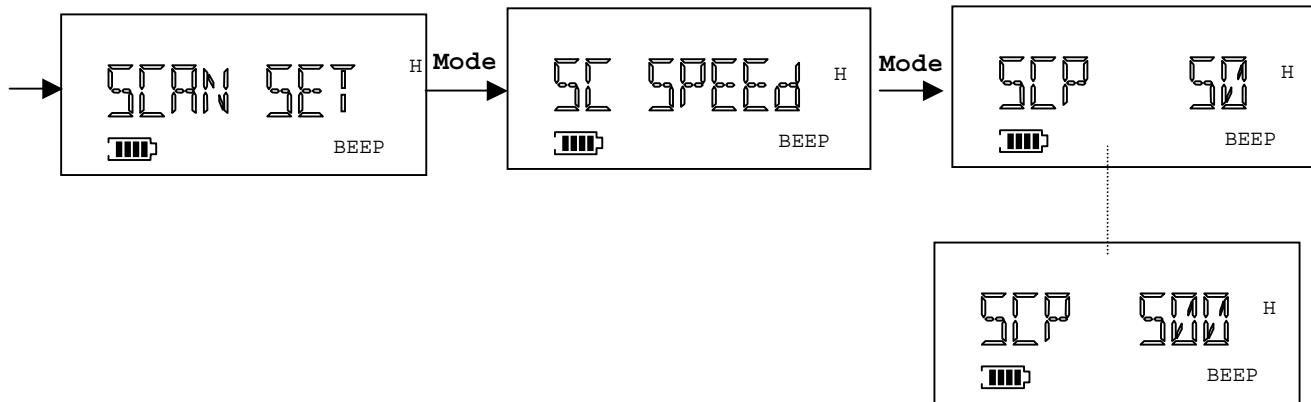 SCAN SET
H
BEEP
Mode
SC SPEEd
H
BEEP
Mode
SCP 50
H
BEEP
SCP 500
H
BEEP